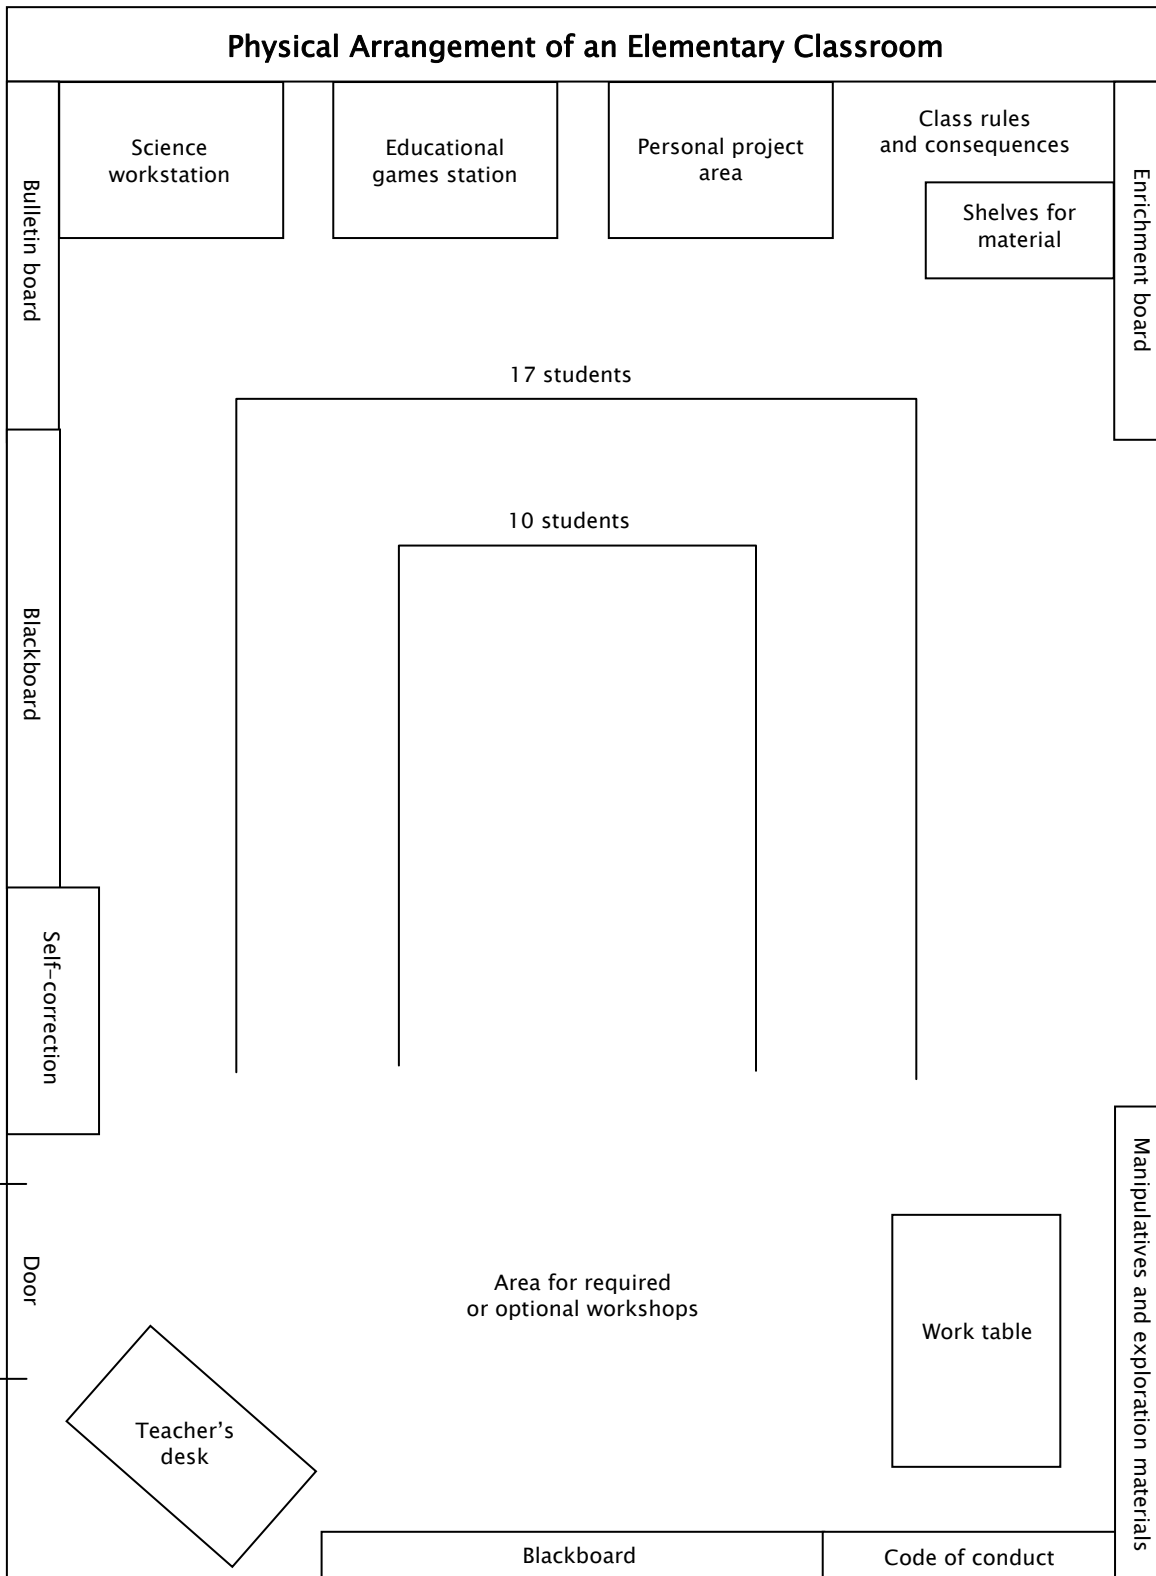 Physical Arrangement of an Elementary Classroom
Science
workstation
Educational
games station
Personal project
area
Class rules
and consequences
Shelves for
material
Bulletin board
Enrichment board
17 students
10 students
Blackboard
Self-correction
Door
Area for required
or optional workshops
Work table
Manipulatives and exploration materials
Teacher's
desk
Blackboard
Code of conduct